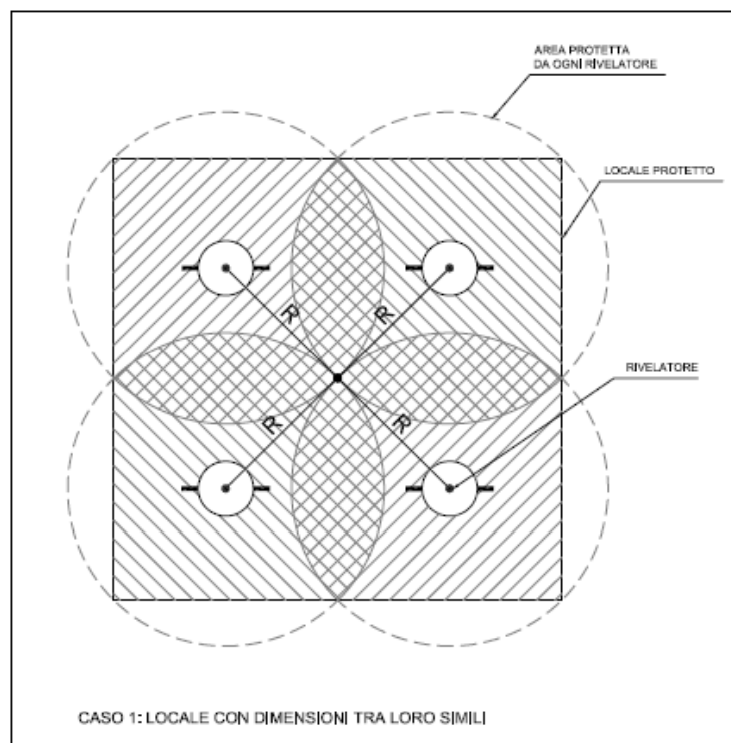 AREA PROTETTA
DA OGNI RIVELATORE
LOCALE PROTETTO
R
R
RIVELATORE
R
R
CASO 1: LOCALE CON DIMENSIONI TRA LORO SIMILI